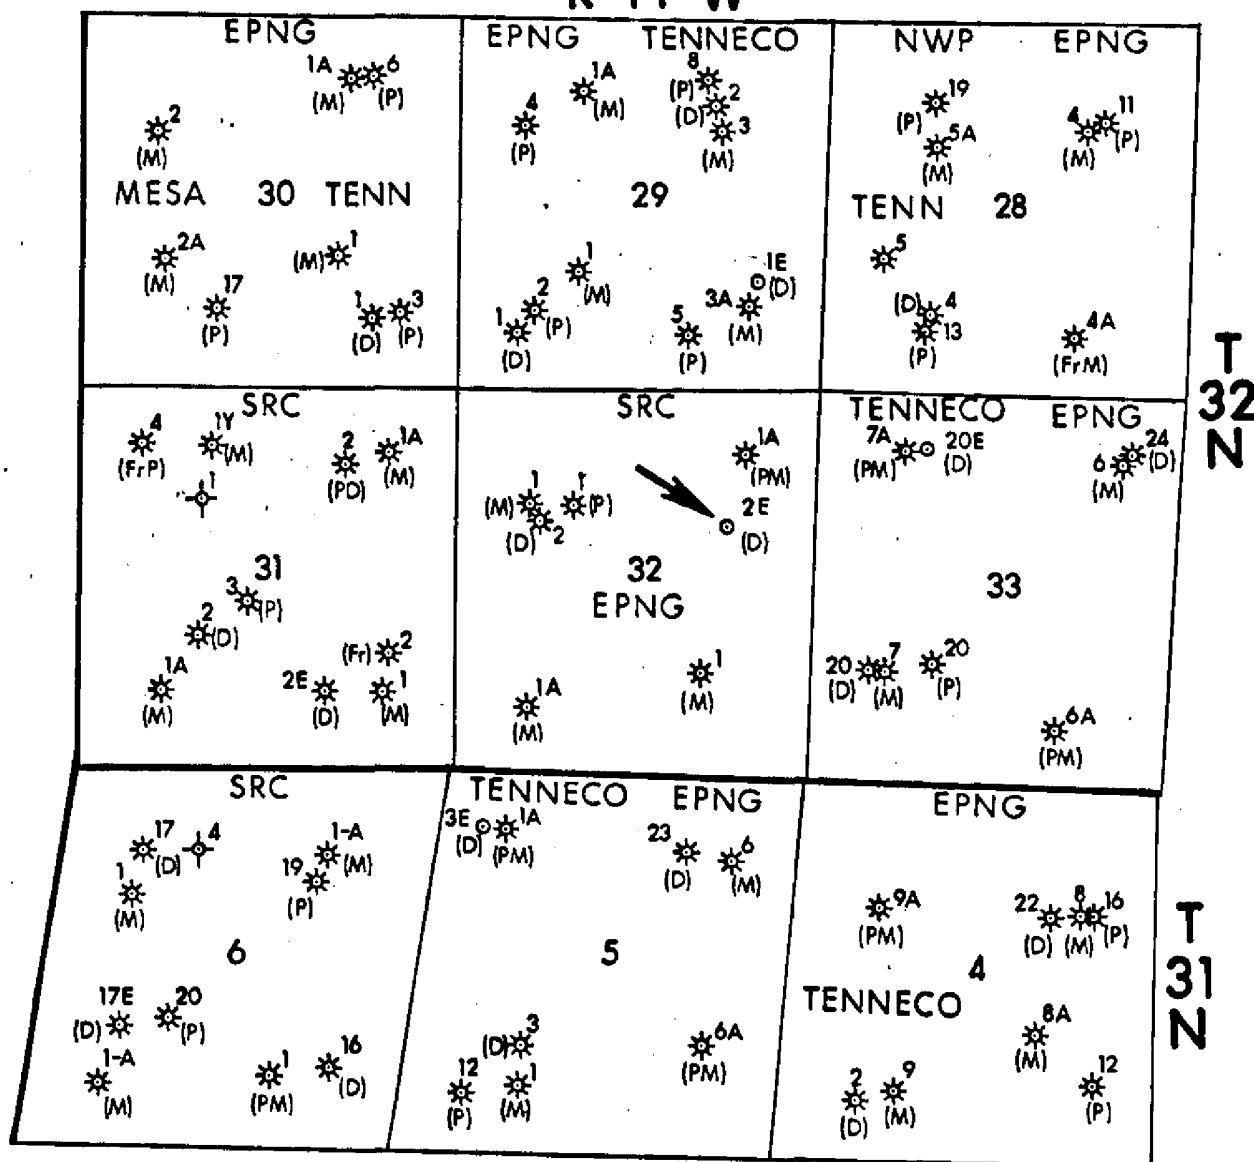 EPNG
1A
6
(M)
(P)
2
(M)
MESA 30 TENN
2A
(M)
(M)
1
17
(P)
1
(D)
3
(P)
EPNG TENNECO
1A
(M)
4
(P)
8
(P)
2
(D)
3
(M)
29
1
(M)
2
(P)
1
(D)
1E
(D)
3A
(M)
5
(P)
NWP EPNG
19
(P)
5A
(M)
4
(M)
11
(P)
TENN 28
5
(D)
4
13
(P)
4A
(FrM)
T
32
N
SRC
4
(FrP)
1Y
(M)
1
2
(PD)
1A
(M)
31
3
(P)
2
(D)
1A
(M)
(Fr)
2
2E
(D)
1
(M)
SRC
1A
(PM)
(M)
1
(D)
2
(P)
2E
(D)
32
EPNG
1
(M)
1A
(M)
TENNECO EPNG
7A
(PM)
20E
(D)
24
(D)
6
(M)
33
20
(D)
7
(M)
20
(P)
6A
(PM)
SRC
17
(D)
4
1
(M)
1-A
(M)
19
(P)
6
17E
(D)
20
(P)
1-A
(M)
1
(PM)
16
(D)
TENNECO EPNG
3E
(D)
1A
(PM)
23
(D)
6
(M)
5
(D)
3
12
(P)
1
(M)
6A
(PM)
EPNG
9A
(PM)
22
(D)
8
(M)
16
(P)
4
TENNECO
8A
(M)
2
(D)
9
(M)
12
(P)
T
31
N